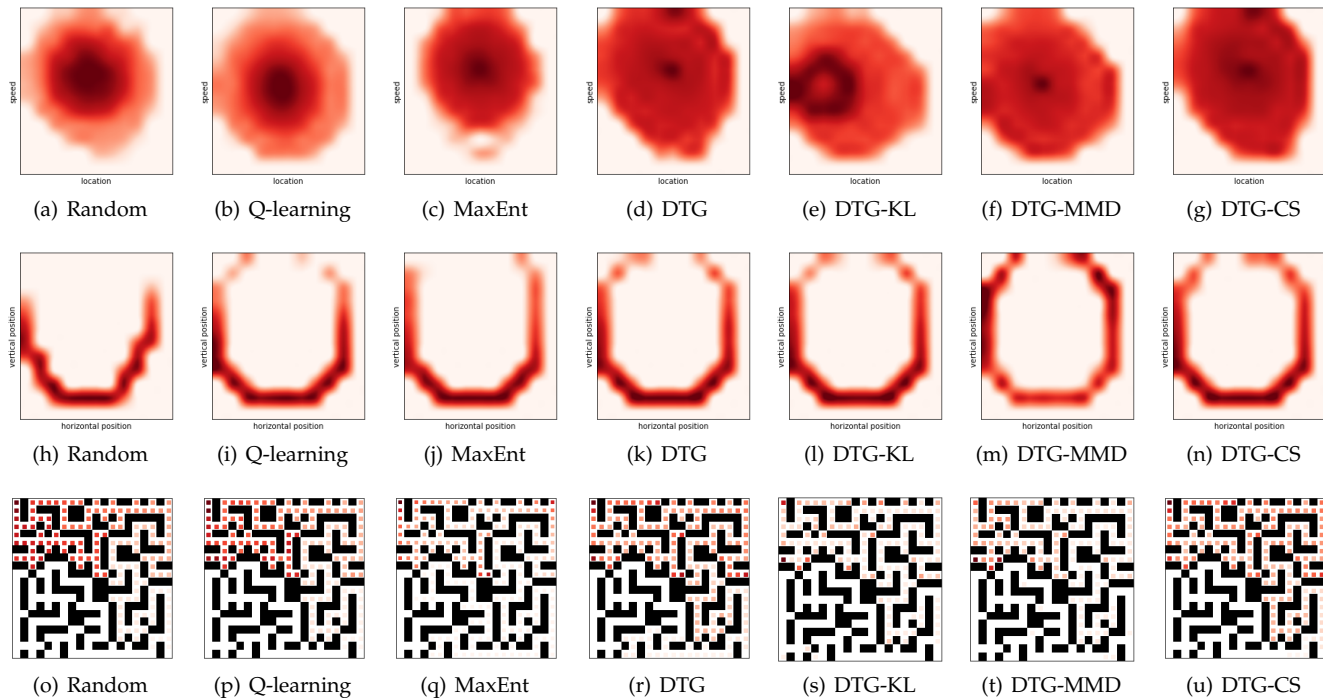 speed speed speed speed speed speed speed
location location location location location location location
(a) Random (b) Q-learning (c) MaxEnt (d) DTG (e) DTG-KL (f) DTG-MMD (g) DTG-CS
vertical position vertical position vertical position vertical position vertical position vertical position vertical position
horizontal position horizontal position horizontal position horizontal position horizontal position horizontal position horizontal position
(h) Random (i) Q-learning (j) MaxEnt (k) DTG (l) DTG-KL (m) DTG-MMD (n) DTG-CS
(o) Random (p) Q-learning (q) MaxEnt (r) DTG (s) DTG-KL (t) DTG-MMD (u) DTG-CS